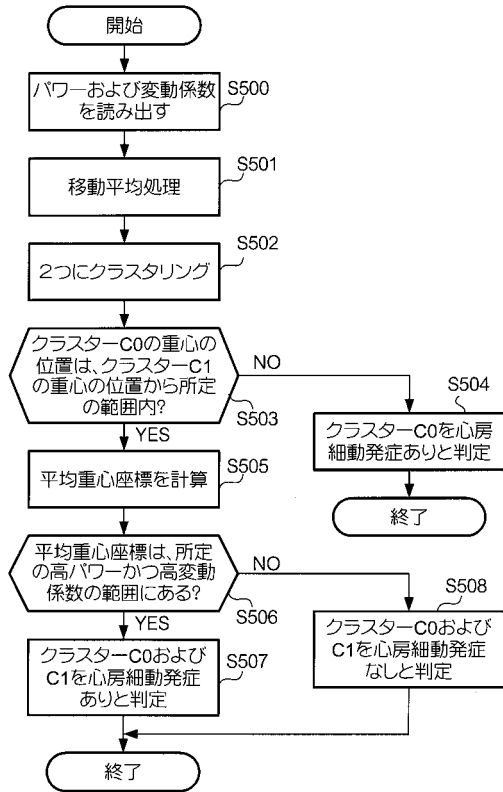 開始
パワーおよび変動係数
を読み出す
S500
移動平均処理
S501
2つにクラスタリング
S502
クラスターC0の重心の
位置は、クラスターC1
の重心の位置から所定
の範囲内?
S503
NO
YES
クラスターC0を心房
細動発症ありと判定
S504
終了
平均重心座標を計算
S505
平均重心座標は、所定
の高パワーかつ高変動
係数の範囲にある?
S506
NO
YES
クラスターC0および
C1を心房細動発症
ありと判定
S507
クラスターC0および
C1を心房細動発症
なしと判定
S508
終了